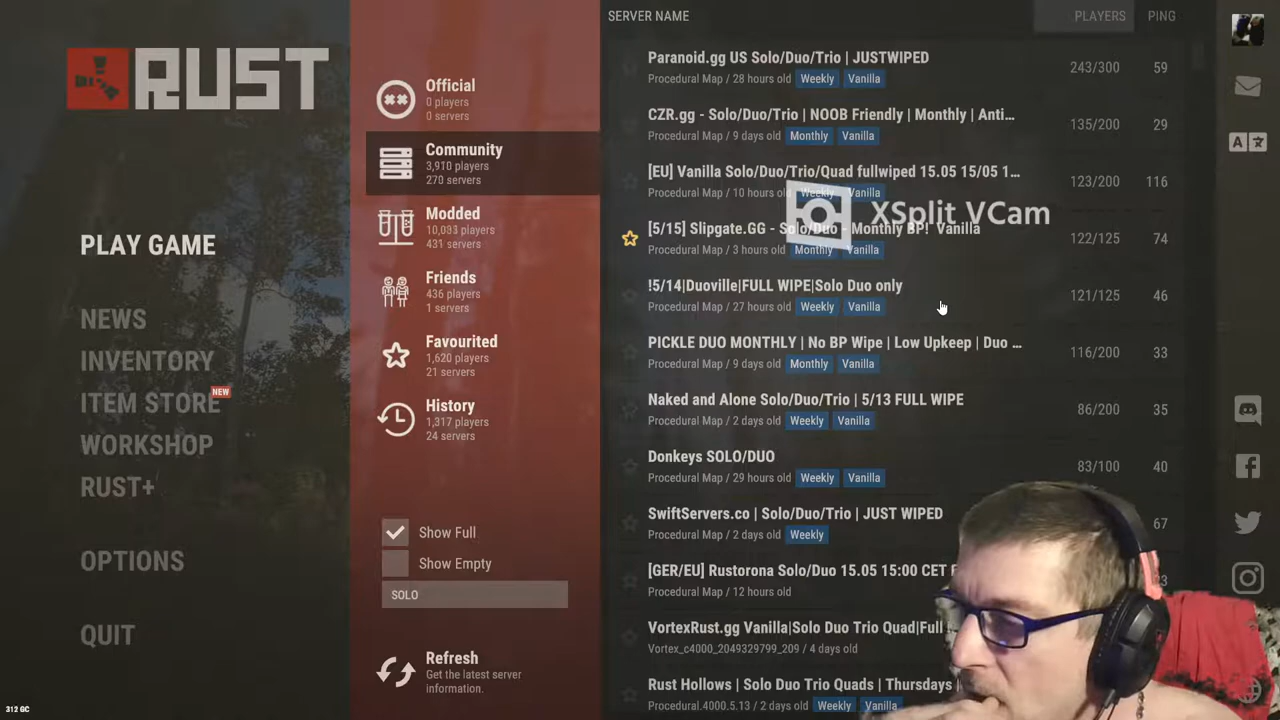 RUST
PLAY GAME
NEWS
INVENTORY
ITEM STORE
NEW
WORKSHOP
RUST+
OPTIONS
QUIT
312 GC
Official
0 players
0 servers
Community
3,910 players
270 servers
Modded
10,093 players
431 servers
Friends
436 players
1 servers
Favourited
1,620 players
21 servers
History
1,317 players
24 servers
Show Full
Show Empty
SOLO
Refresh
Get the latest server
information.
SERVER NAME PLAYERS PING
Paranoid.gg US Solo/Duo/Trio | JUSTWIPED
Procedural Map / 28 hours old Weekly Vanilla 243/300 59
CZR.gg - Solo/Duo/Trio | NOOB Friendly | Monthly | Anti...
Procedural Map / 9 days old Monthly Vanilla 135/200 29
[EU] Vanilla Solo/Duo/Trio/Quad fullwiped 15.05 15/05 1...
Procedural Map / 10 hours old Weekly Vanilla 123/200 116
XSplit VCam
[5/15] Slipgate.GG - Solo/Duo - Monthly BP! Vanilla
Procedural Map / 3 hours old Monthly Vanilla 122/125 74
!5/14|Duoville|FULL WIPE|Solo Duo only
Procedural Map / 27 hours old Weekly Vanilla 121/125 46
PICKLE DUO MONTHLY | No BP Wipe | Low Upkeep | Duo ...
Procedural Map / 9 days old Monthly Vanilla 116/200 33
Naked and Alone Solo/Duo/Trio | 5/13 FULL WIPE
Procedural Map / 2 days old Weekly Vanilla 86/200 35
Donkeys SOLO/DUO
Procedural Map / 29 hours old Weekly Vanilla 83/100 40
SwiftServers.co | Solo/Duo/Trio | JUST WIPED
Procedural Map / 2 days old Weekly 67
[GER/EU] Rustorona Solo/Duo 15.05 15:00 CET
Procedural Map / 12 hours old
VortexRust.gg Vanilla|Solo Duo Trio Quad|Full
Vortex_c4000_2049329799_209 / 4 days old
Rust Hollows | Solo Duo Trio Quads | Thursdays |
Procedural.4000.5.13 / 2 days old Weekly Vanilla